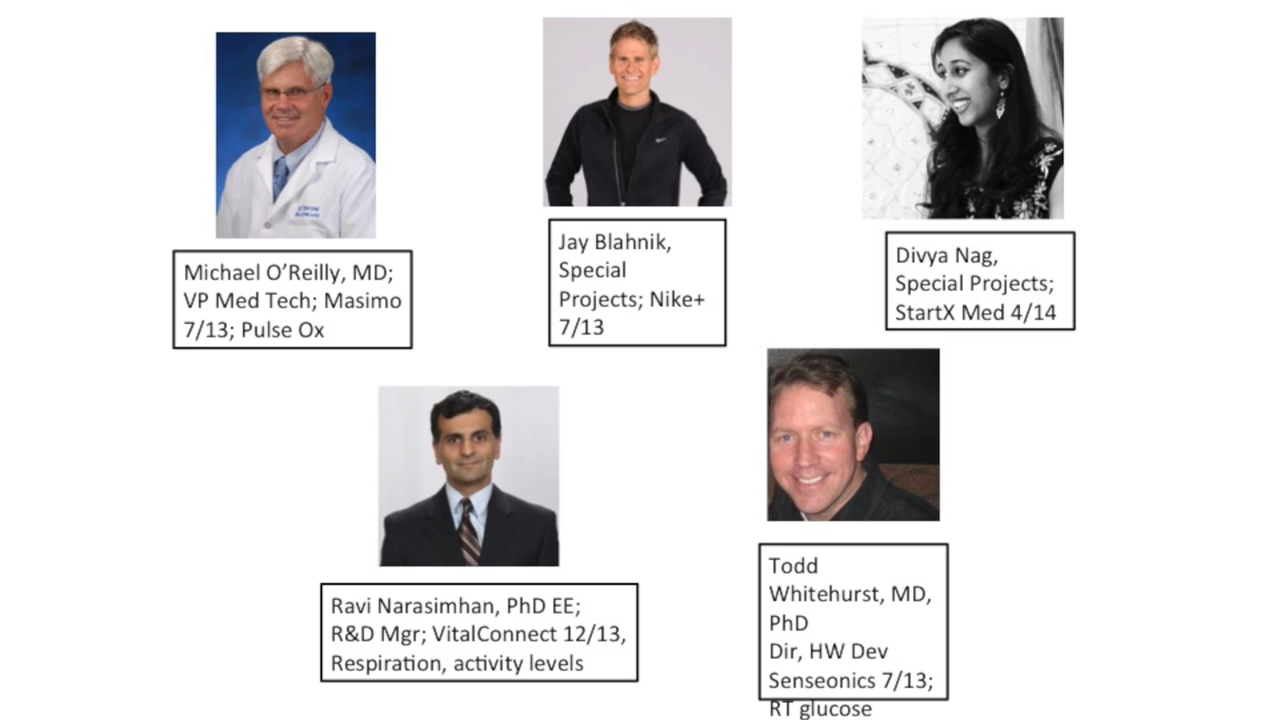 Michael O’Reilly, MD;
VP Med Tech; Masimo
7/13; Pulse Ox
Jay Blahnik,
Special
Projects; Nike+
7/13
Divya Nag,
Special Projects;
StartX Med 4/14
Ravi Narasimhan, PhD EE;
R&D Mgr; VitalConnect 12/13,
Respiration, activity levels
Todd
Whitehurst, MD,
PhD
Dir, HW Dev
Senseonics 7/13;
RT glucose